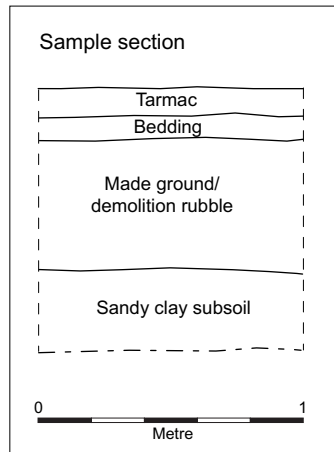 Sample section
Tarmac
Bedding
Made ground/
demolition rubble
Sandy clay subsoil
0 1
Metre